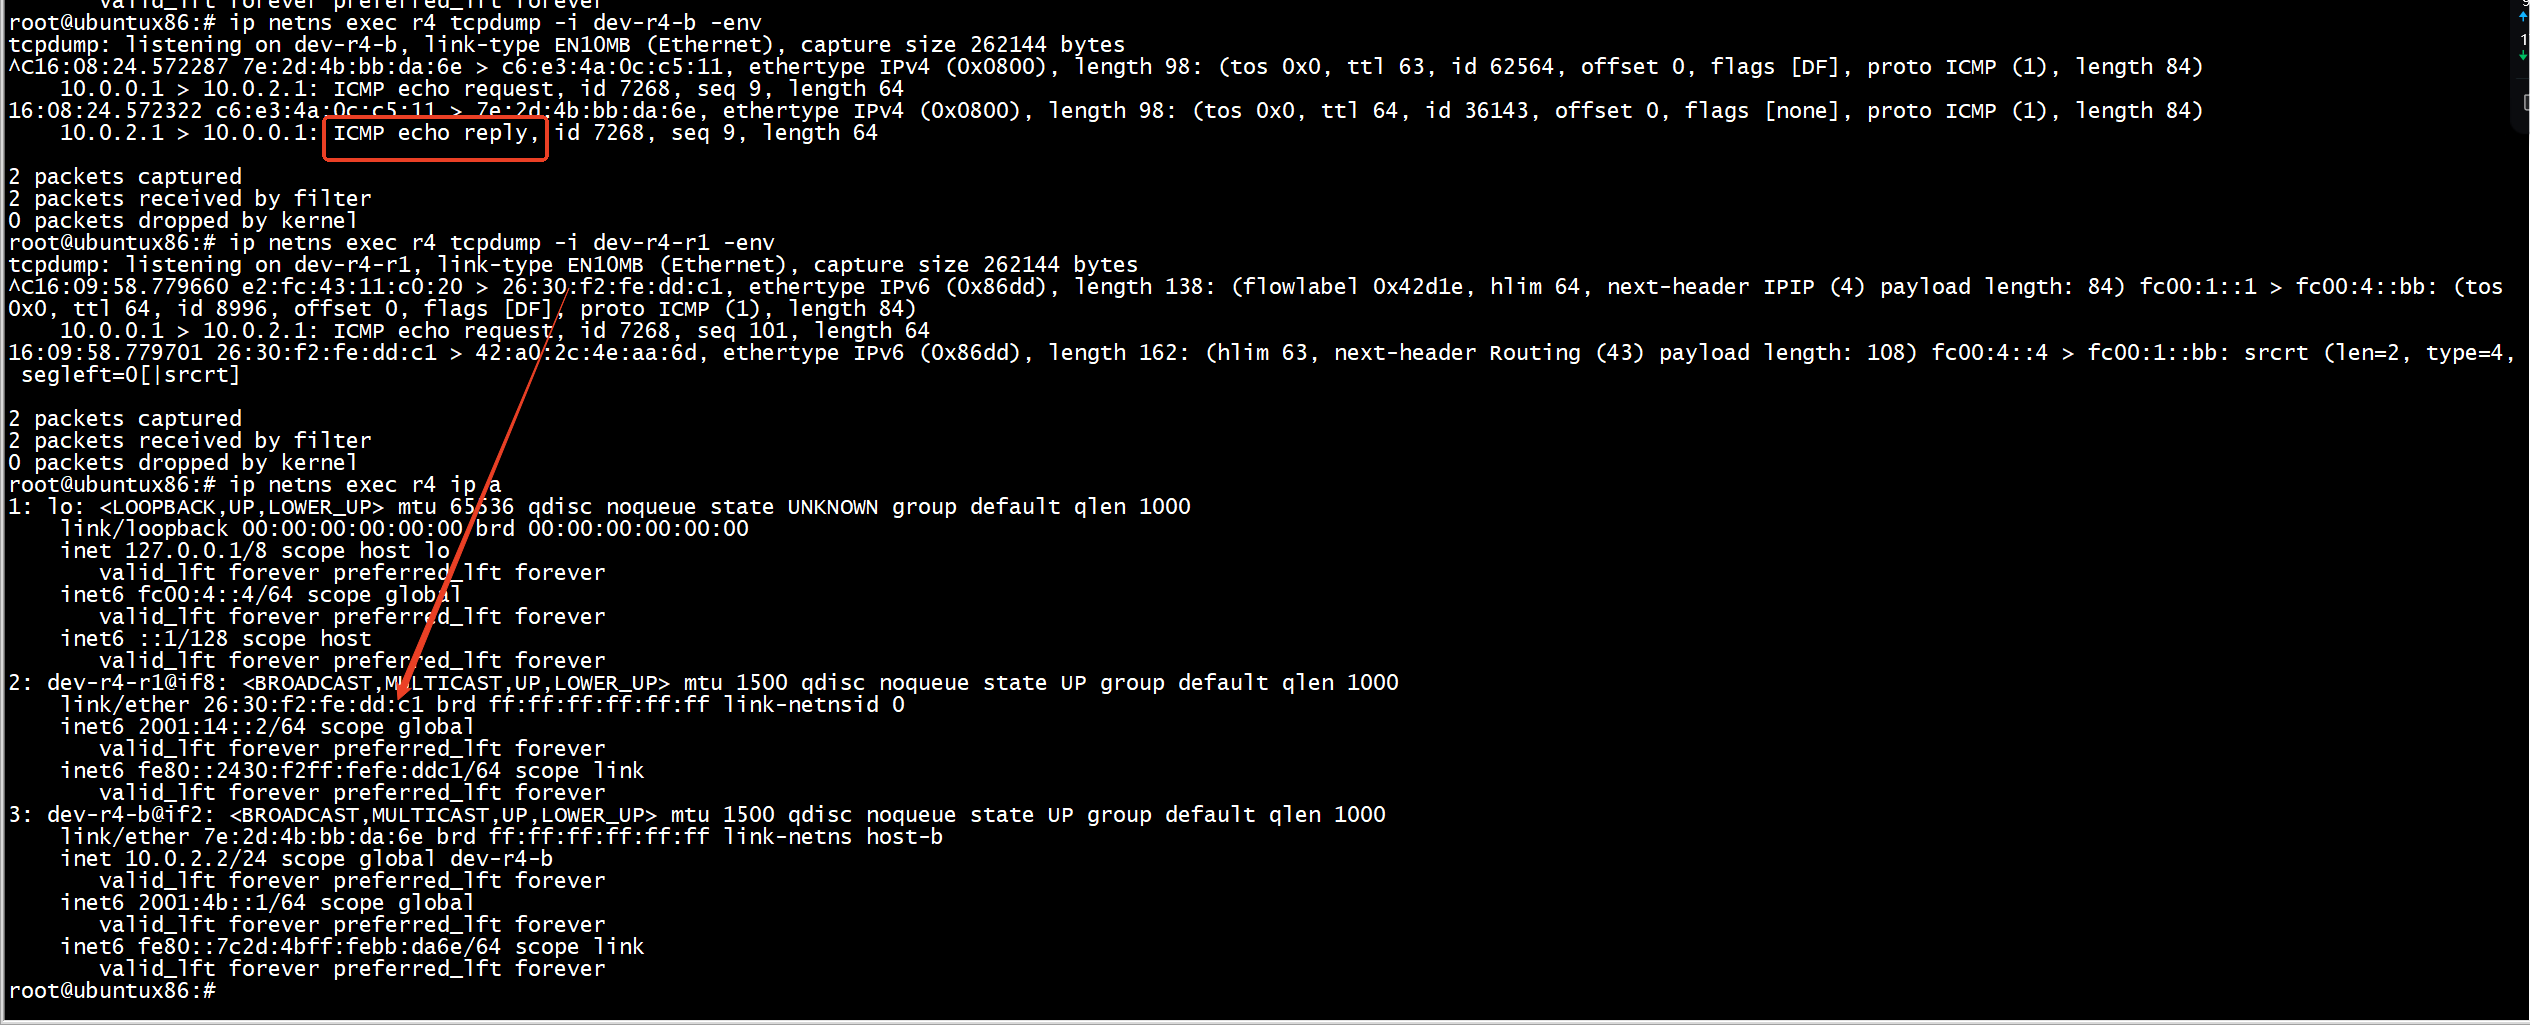 valid_lft forever preferred_lft forever
root@ubuntux86:# ip netns exec r4 tcpdump -i dev-r4-b -env
tcpdump: listening on dev-r4-b, link-type EN10MB (Ethernet), capture size 262144 bytes
^C16:08:24.572287 7e:2d:4b:bb:da:6e > c6:e3:4a:0c:c5:11, ethertype IPv4 (0x0800), length 98: (tos 0x0, ttl 63, id 62564, offset 0, flags [DF], proto ICMP (1), length 84)
    10.0.0.1 > 10.0.2.1: ICMP echo request, id 7268, seq 9, length 64
16:08:24.572322 c6:e3:4a:0c:c5:11 > 7e:2d:4b:bb:da:6e, ethertype IPv4 (0x0800), length 98: (tos 0x0, ttl 64, id 36143, offset 0, flags [none], proto ICMP (1), length 84)
    10.0.2.1 > 10.0.0.1: ICMP echo reply, id 7268, seq 9, length 64
2 packets captured
2 packets received by filter
0 packets dropped by kernel
root@ubuntux86:# ip netns exec r4 tcpdump -i dev-r4-r1 -env
tcpdump: listening on dev-r4-r1, link-type EN10MB (Ethernet), capture size 262144 bytes
^C16:09:58.779660 e2:fc:43:11:c0:20 > 26:30:f2:fe:dd:c1, ethertype IPv6 (0x86dd), length 138: (flowlabel 0x42d1e, hlim 64, next-header IPIP (4) payload length: 84) fc00:1::1 > fc00:4::bb: (tos
0x0, ttl 64, id 8996, offset 0, flags [DF], proto ICMP (1), length 84)
    10.0.0.1 > 10.0.2.1: ICMP echo request, id 7268, seq 101, length 64
16:09:58.779701 26:30:f2:fe:dd:c1 > 42:a0:2c:4e:aa:6d, ethertype IPv6 (0x86dd), length 162: (hlim 63, next-header Routing (43) payload length: 108) fc00:4::4 > fc00:1::bb: srcrt (len=2, type=4,
 segleft=0[|srcrt]
2 packets captured
2 packets received by filter
0 packets dropped by kernel
root@ubuntux86:# ip netns exec r4 ip a
1: lo: <LOOPBACK,UP,LOWER_UP> mtu 65536 qdisc noqueue state UNKNOWN group default qlen 1000
    link/loopback 00:00:00:00:00:00 brd 00:00:00:00:00:00
    inet 127.0.0.1/8 scope host lo
       valid_lft forever preferred_lft forever
    inet6 fc00:4::4/64 scope global
       valid_lft forever preferred_lft forever
    inet6 ::1/128 scope host
       valid_lft forever preferred_lft forever
2: dev-r4-r1@if8: <BROADCAST,MULTICAST,UP,LOWER_UP> mtu 1500 qdisc noqueue state UP group default qlen 1000
    link/ether 26:30:f2:fe:dd:c1 brd ff:ff:ff:ff:ff:ff link-netnsid 0
    inet6 2001:14::2/64 scope global
       valid_lft forever preferred_lft forever
    inet6 fe80::2430:f2ff:fefe:ddc1/64 scope link
       valid_lft forever preferred_lft forever
3: dev-r4-b@if2: <BROADCAST,MULTICAST,UP,LOWER_UP> mtu 1500 qdisc noqueue state UP group default qlen 1000
    link/ether 7e:2d:4b:bb:da:6e brd ff:ff:ff:ff:ff:ff link-netns host-b
    inet 10.0.2.2/24 scope global dev-r4-b
       valid_lft forever preferred_lft forever
    inet6 2001:4b::1/64 scope global
       valid_lft forever preferred_lft forever
    inet6 fe80::7c2d:4bff:febb:da6e/64 scope link
       valid_lft forever preferred_lft forever
root@ubuntux86:#